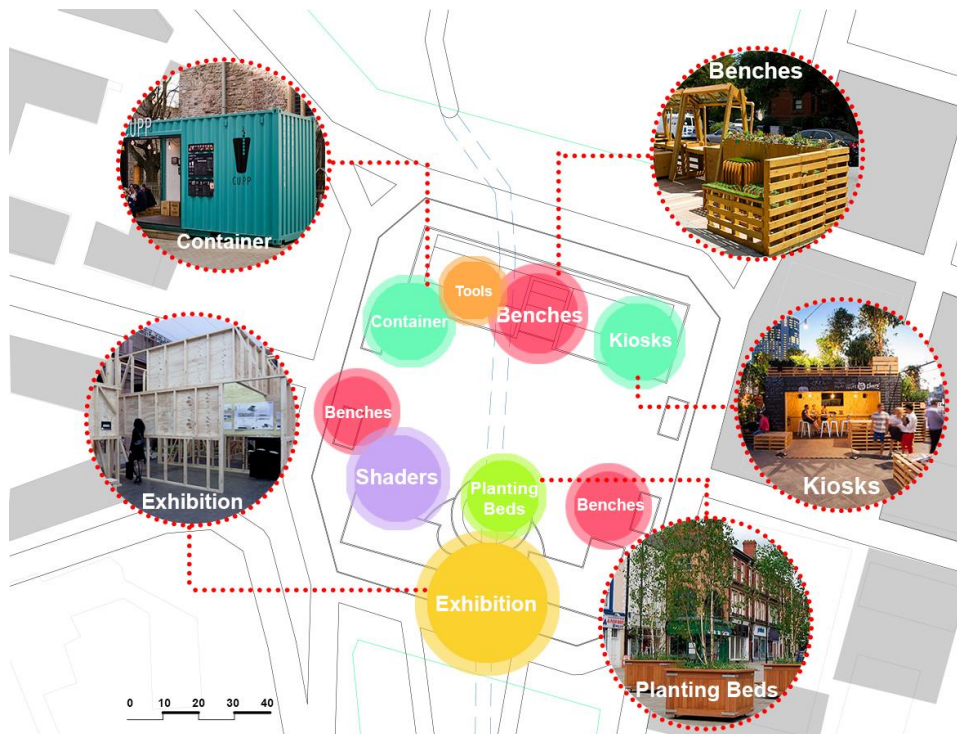 Benches
CUPP
CUPP
Container
Tools
Container
Benches
Kiosks
Benches
Shaders
Planting
Beds
Benches
Exhibition
Kiosks
Exhibition
Planting Beds
0 10 20 30 40